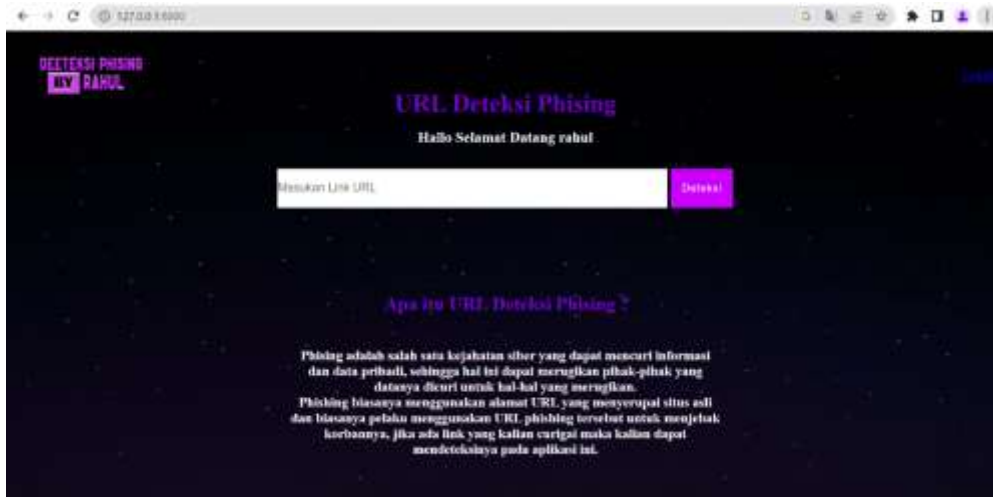 127.0.0.1:5000
DETEKSI PHISING
BY RAHUL
URL Deteksi Phising
Hallo Selamat Datang rahul
Masukan Link URL
Deteksi
Apa itu URL Deteksi Phising ?
Phising adalah salah satu kejahatan siber yang dapat mencuri informasi
dan data pribadi, sehingga hal ini dapat merugikan pihak-pihak yang
datanya dicuri untuk hal-hal yang merugikan.
Phishing biasanya menggunakan alamat URL yang menyerupai situs asli
dan biasanya pelaku menggunakan URL phishing tersebut untuk menjebak
korbannya, jika ada link yang kalian curigai maka kalian dapat
mendeteksinya pada aplikasi ini.